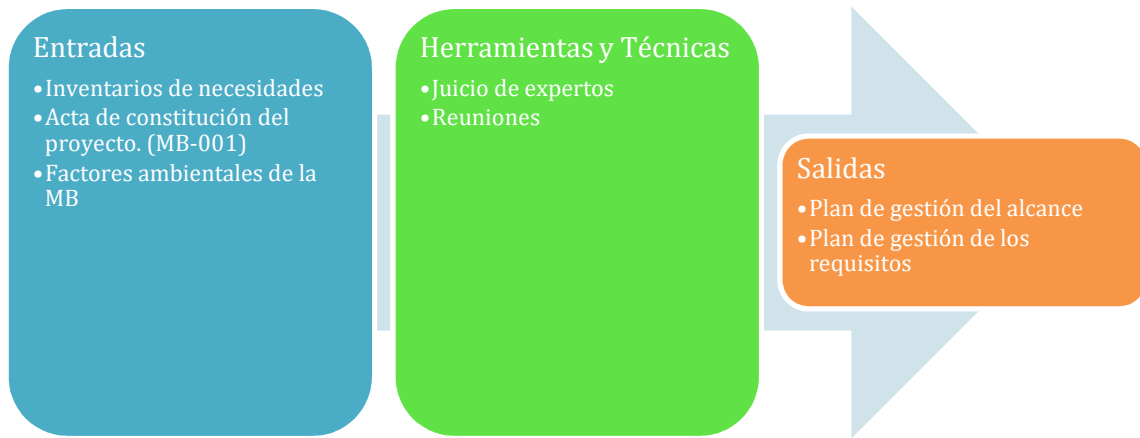 Entradas
•Inventarios de necesidades
•Acta de constitución del
proyecto. (MB-001)
•Factores ambientales de la
MB
Herramientas y Técnicas
•Juicio de expertos
•Reuniones
Salidas
•Plan de gestión del alcance
•Plan de gestión de los
requisitos